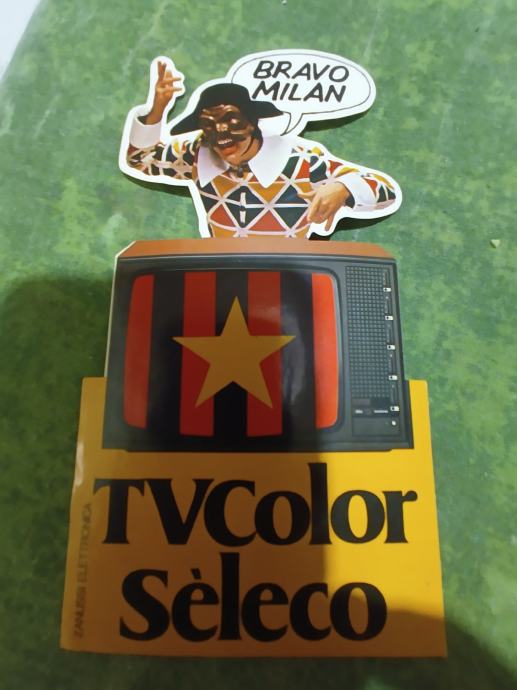 BRAVO
MILAN
TVColor
Sèleco
ZANUSSI ELETTRONICA